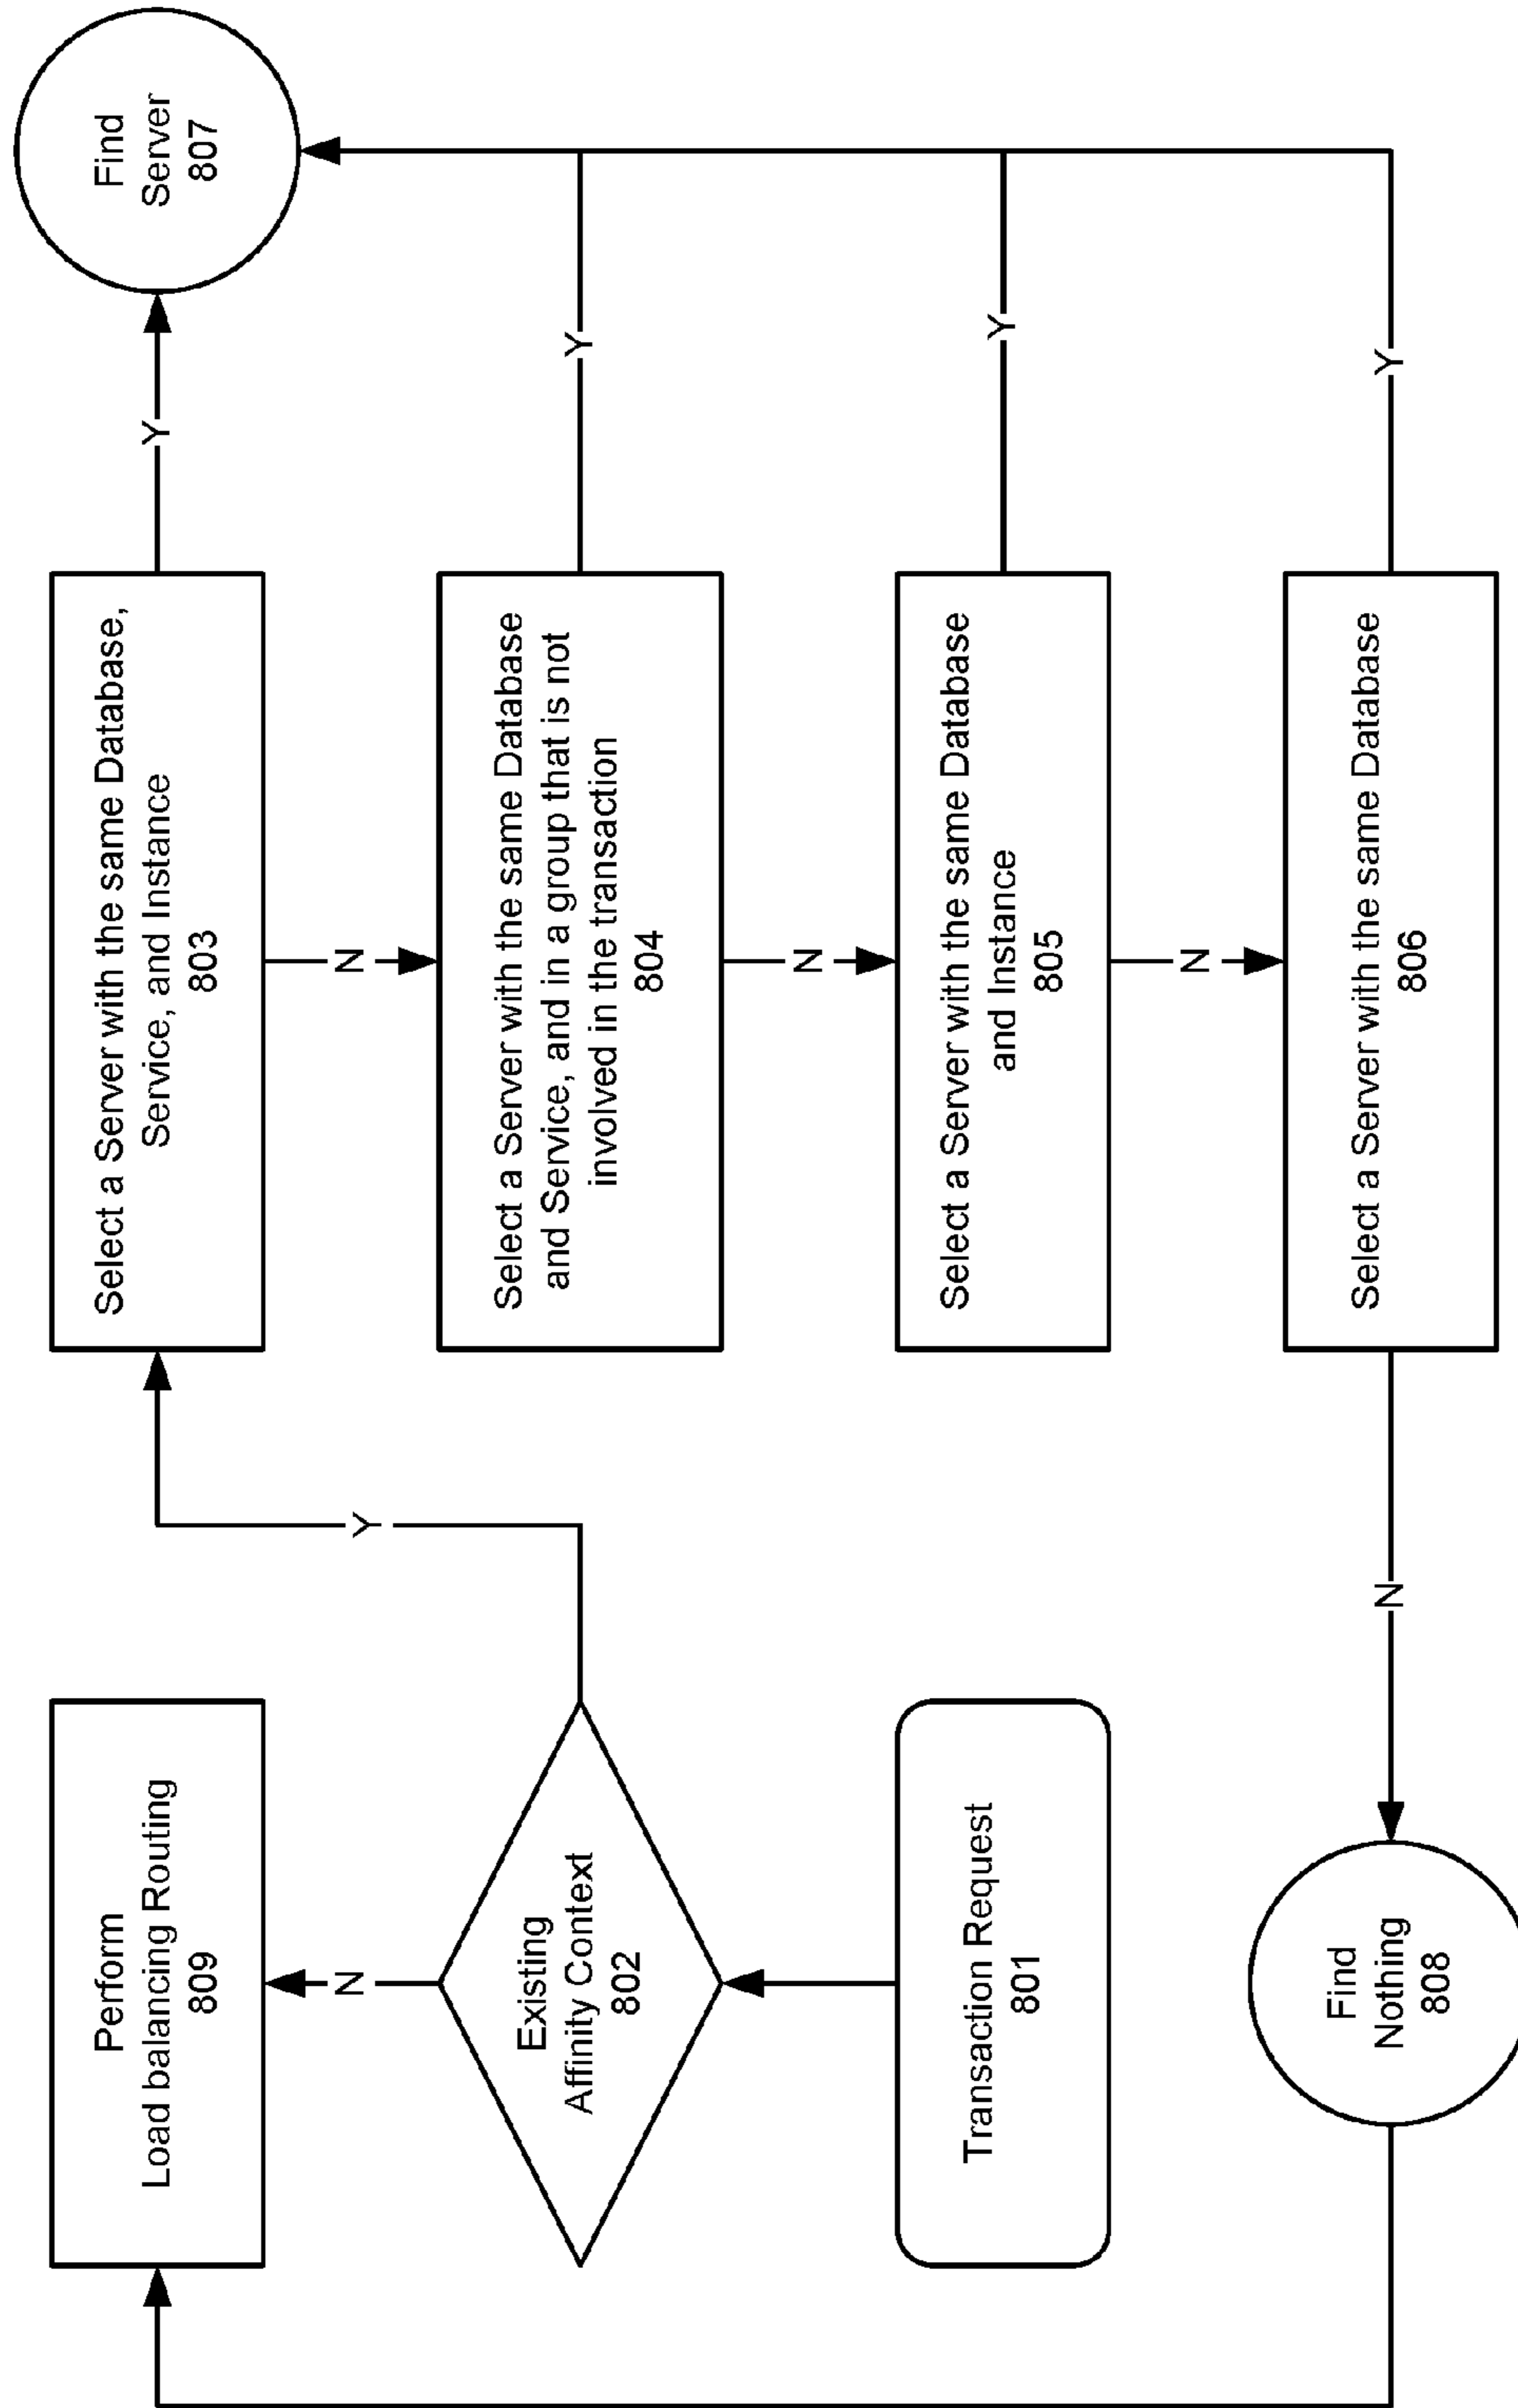 Perform
Load balancing Routing
809
N
Existing
Affinity Context
802
Y
Transaction Request
801
Find
Nothing
808
N
Select a Server with the same Database,
Service, and Instance
803
N
Select a Server with the same Database
and Service, and in a group that is not
involved in the transaction
804
N
Select a Server with the same Database
and Instance
805
N
Select a Server with the same Database
806
Y
Y
Y
Y
Find
Server
807